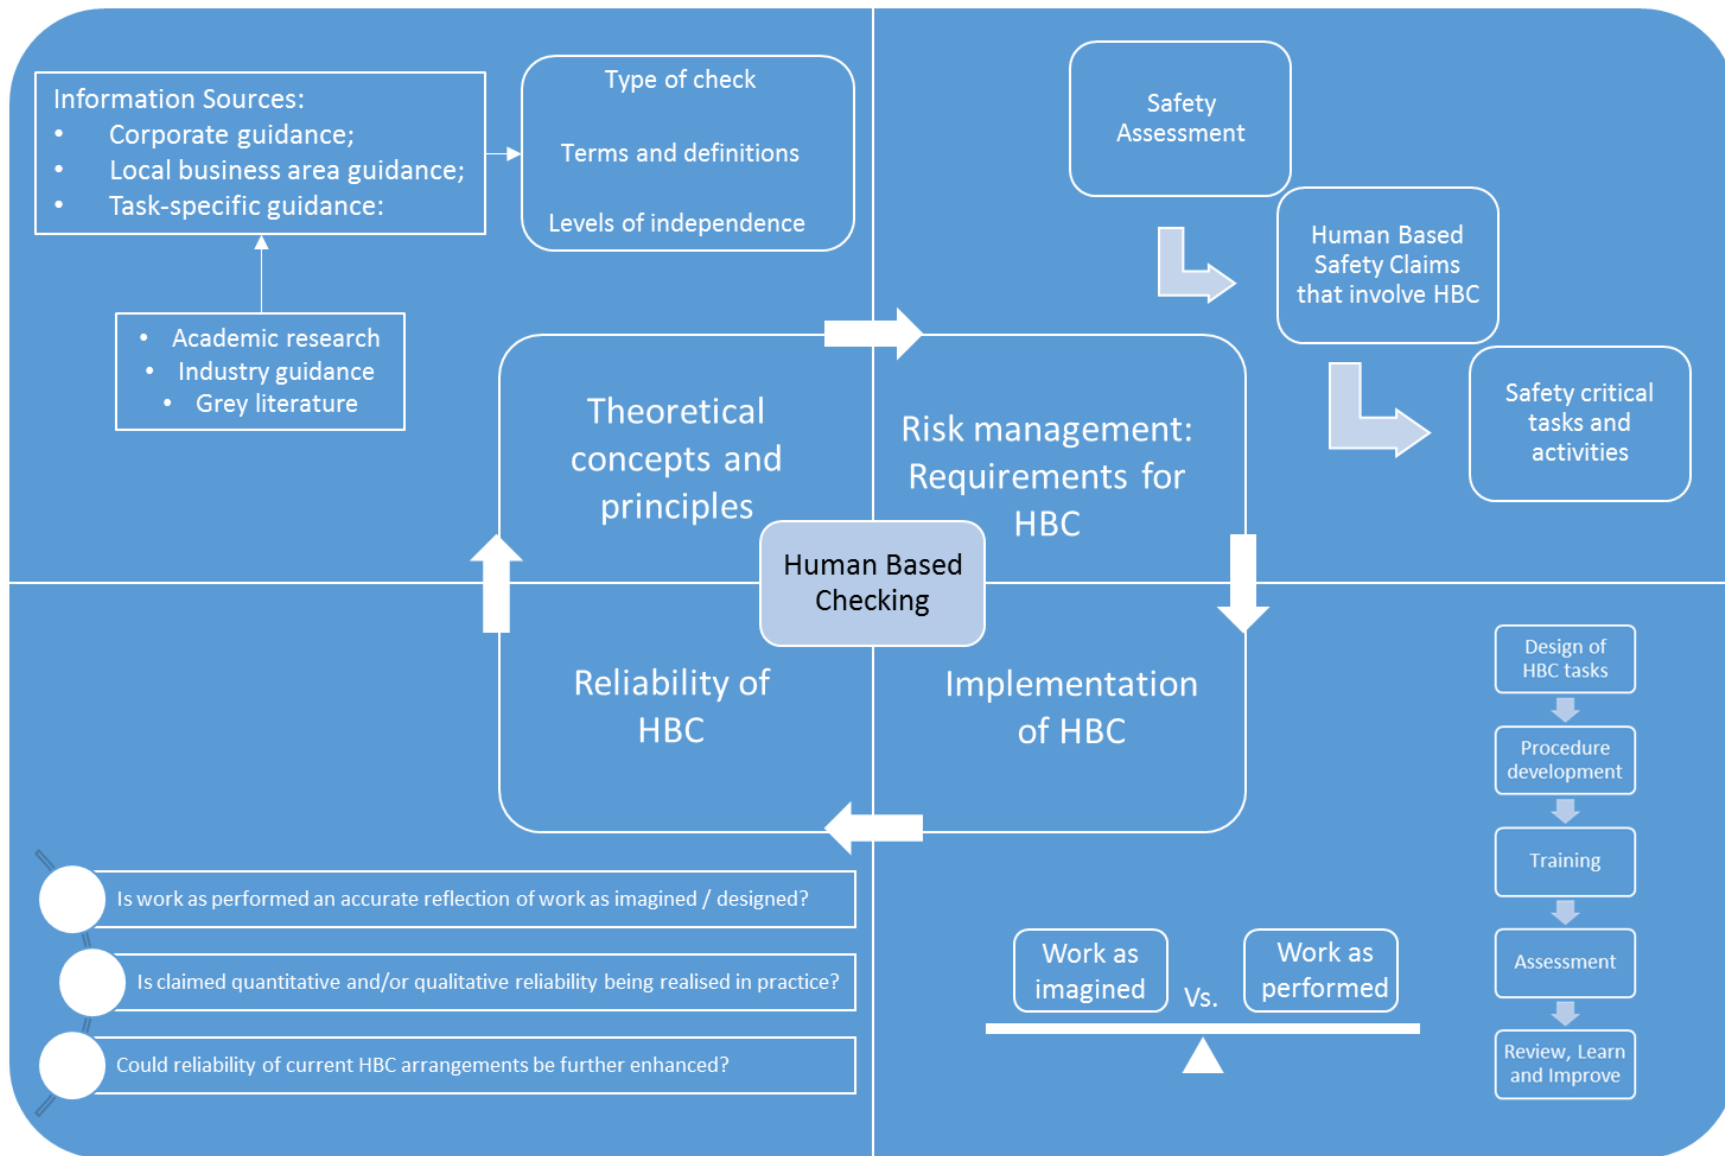 Information Sources:
• Corporate guidance;
• Local business area guidance;
• Task-specific guidance:
Type of check
Terms and definitions
Levels of independence
• Academic research
• Industry guidance
• Grey literature
Safety
Assessment
Human Based
Safety Claims
that involve HBC
Safety critical
tasks and
activities
Theoretical
concepts and
principles
Risk management:
Requirements for
HBC
Human Based
Checking
Reliability of
HBC
Implementation
of HBC
Is work as performed an accurate reflection of work as imagined / designed?
Is claimed quantitative and/or qualitative reliability being realised in practice?
Could reliability of current HBC arrangements be further enhanced?
Work as
imagined
Vs.
Work as
performed
Design of
HBC tasks
Procedure
development
Training
Assessment
Review, Learn
and Improve